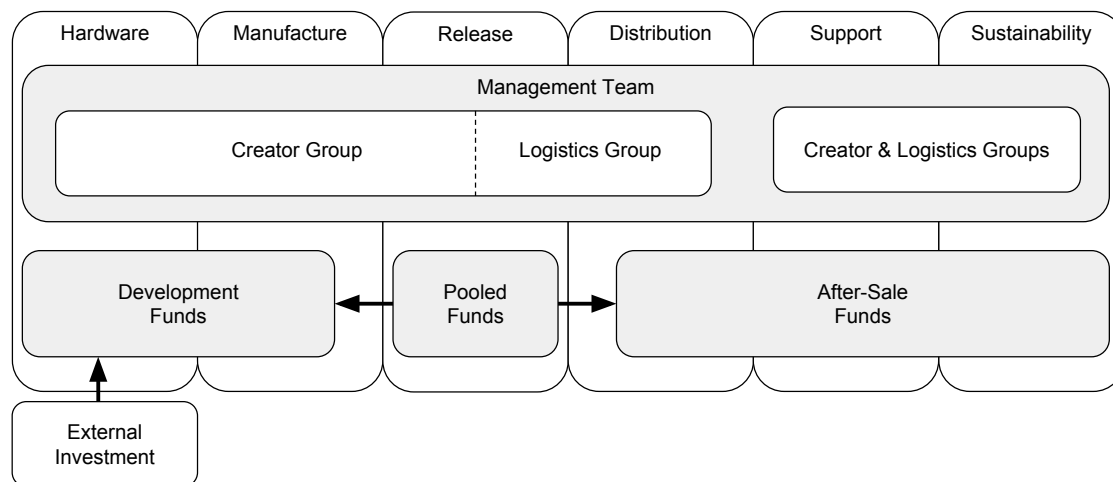 Hardware
Manufacture
Release
Distribution
Support
Sustainability
Management Team
Creator Group
Logistics Group
Creator & Logistics Groups
Development
Funds
Pooled
Funds
After-Sale
Funds
External
Investment